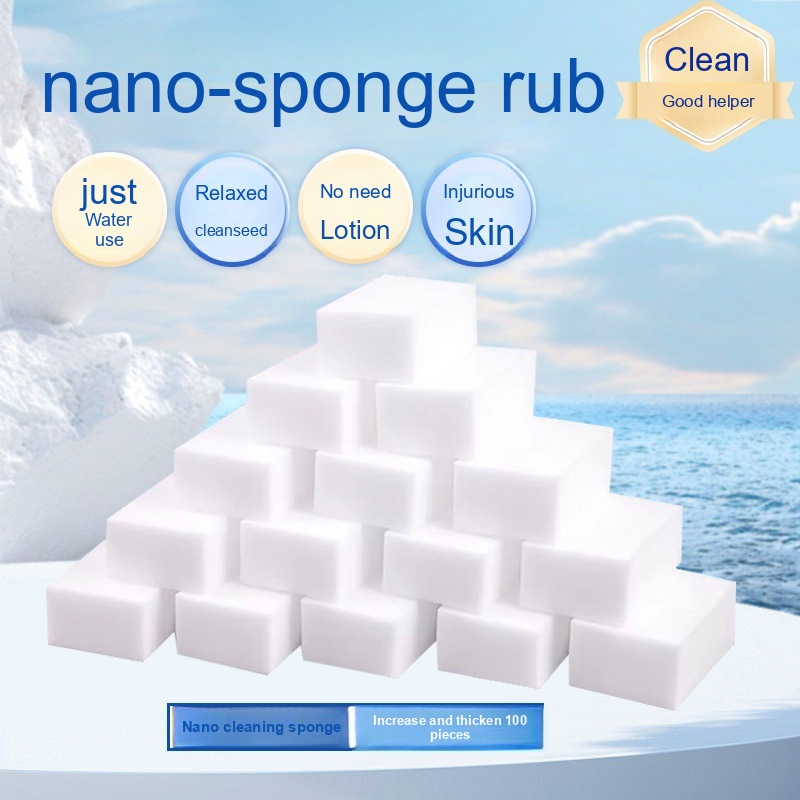 nano-sponge rub
Clean
Good helper
just
Water
use
Relaxed
cleanseed
No need
Lotion
Injurious
Skin
Nano cleaning sponge
Increase and thicken 100
pieces